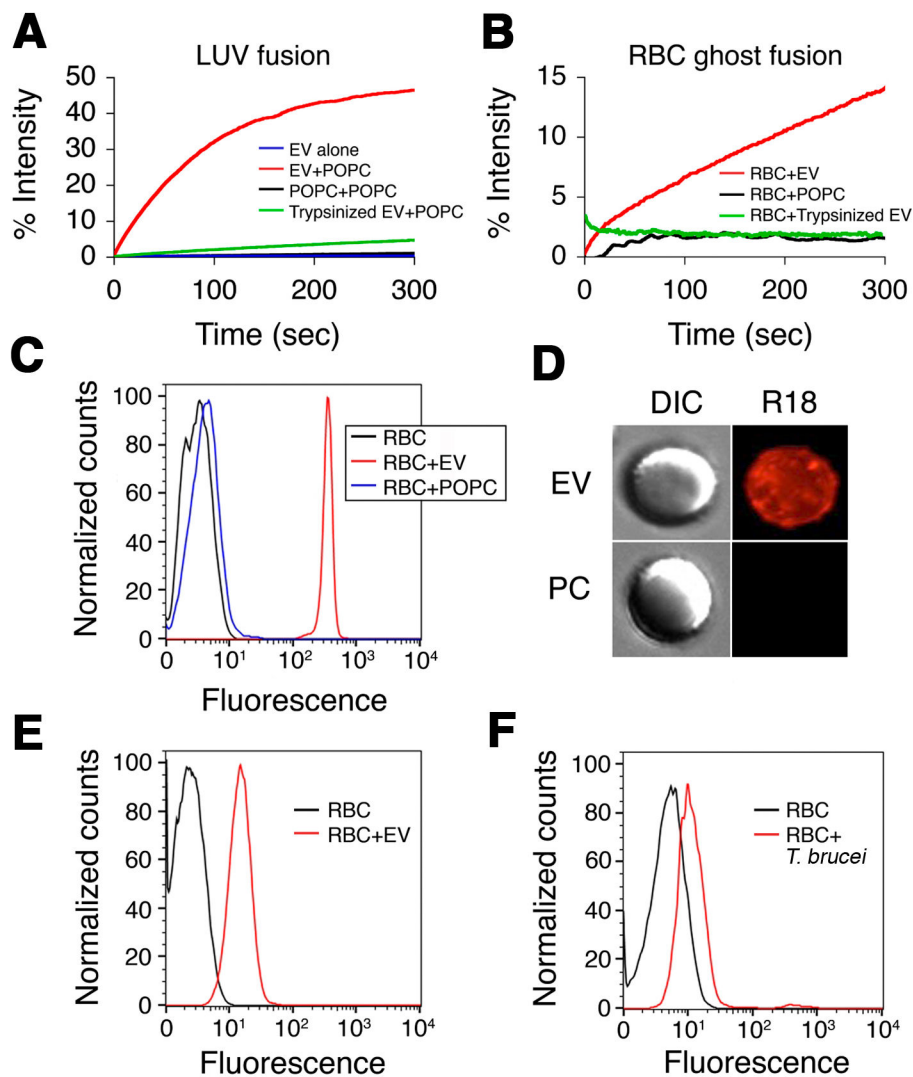 A
LUV fusion
% Intensity
50
40
30
20
10
0
EV alone
EV+POPC
POPC+POPC
Trypsinized EV+POPC
0 100 200 300
Time (sec)
B
RBC ghost fusion
% Intensity
15
10
5
0
RBC+EV
RBC+POPC
RBC+Trypsinized EV
0 100 200 300
Time (sec)
C
Normalized counts
100
80
60
40
20
0
RBC
RBC+EV
RBC+POPC
0 10¹ 10² 10³ 10⁴
Fluorescence
D
DIC R18
EV
PC
E
Normalized counts
100
80
60
40
20
0
RBC
RBC+EV
0 10¹ 10² 10³ 10⁴
Fluorescence
F
Normalized counts
100
80
60
40
20
0
RBC
RBC+
T. brucei
0 10¹ 10² 10³ 10⁴
Fluorescence